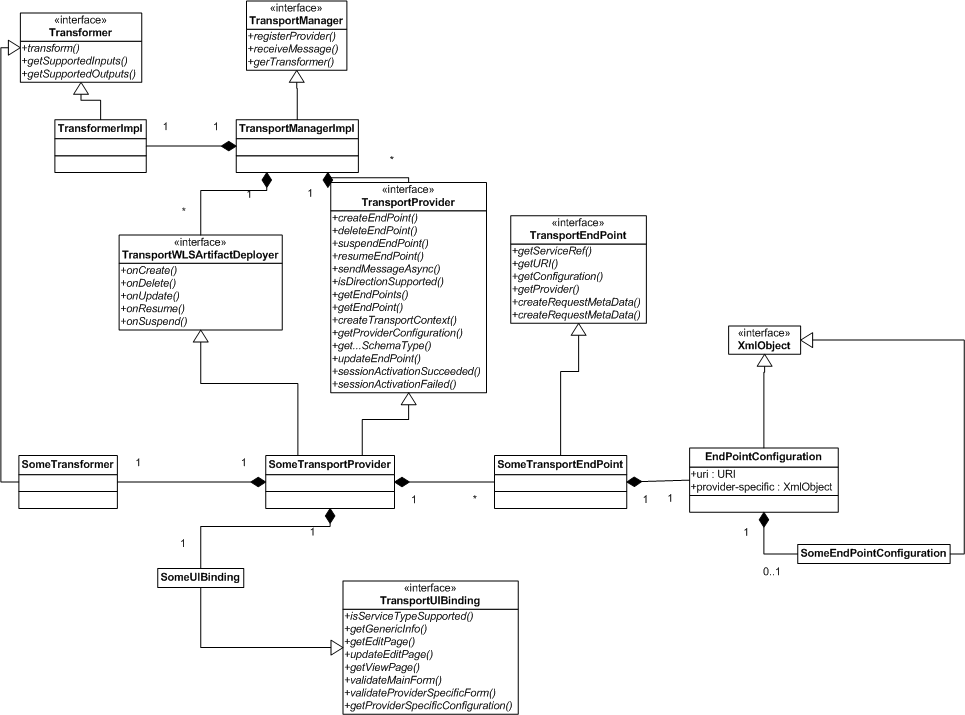 «interface»
Transformer
+transform()
+getSupportedInputs()
+getSupportedOutputs()
«interface»
TransportManager
+registerProvider()
+receiveMessage()
+gerTransformer()
TransformerImpl
1
1
TransportManagerImpl
1
*
1
*
«interface»
TransportProvider
+createEndPoint()
+deleteEndPoint()
+suspendEndPoint()
+resumeEndPoint()
+sendMessageAsync()
+isDirectionSupported()
+getEndPoints()
+getEndPoint()
+createTransportContext()
+getProviderConfiguration()
+get...SchemaType()
+updateEndPoint()
+sessionActivationSucceeded()
+sessionActivationFailed()
«interface»
TransportWLSArtifactDeployer
+onCreate()
+onDelete()
+onUpdate()
+onResume()
+onSuspend()
«interface»
TransportEndPoint
+getServiceRef()
+getURI()
+getConfiguration()
+getProvider()
+createRequestMetaData()
+createRequestMetaData()
«interface»
XmlObject
SomeTransformer
1
1
SomeTransportProvider
1
*
SomeTransportEndPoint
1
1
EndPointConfiguration
+uri : URI
+provider-specific : XmlObject
1
0..1
SomeEndPointConfiguration
1
1
SomeUIBinding
«interface»
TransportUIBinding
+isServiceTypeSupported()
+getGenericInfo()
+getEditPage()
+updateEditPage()
+getViewPage()
+validateMainForm()
+validateProviderSpecificForm()
+getProviderSpecificConfiguration()